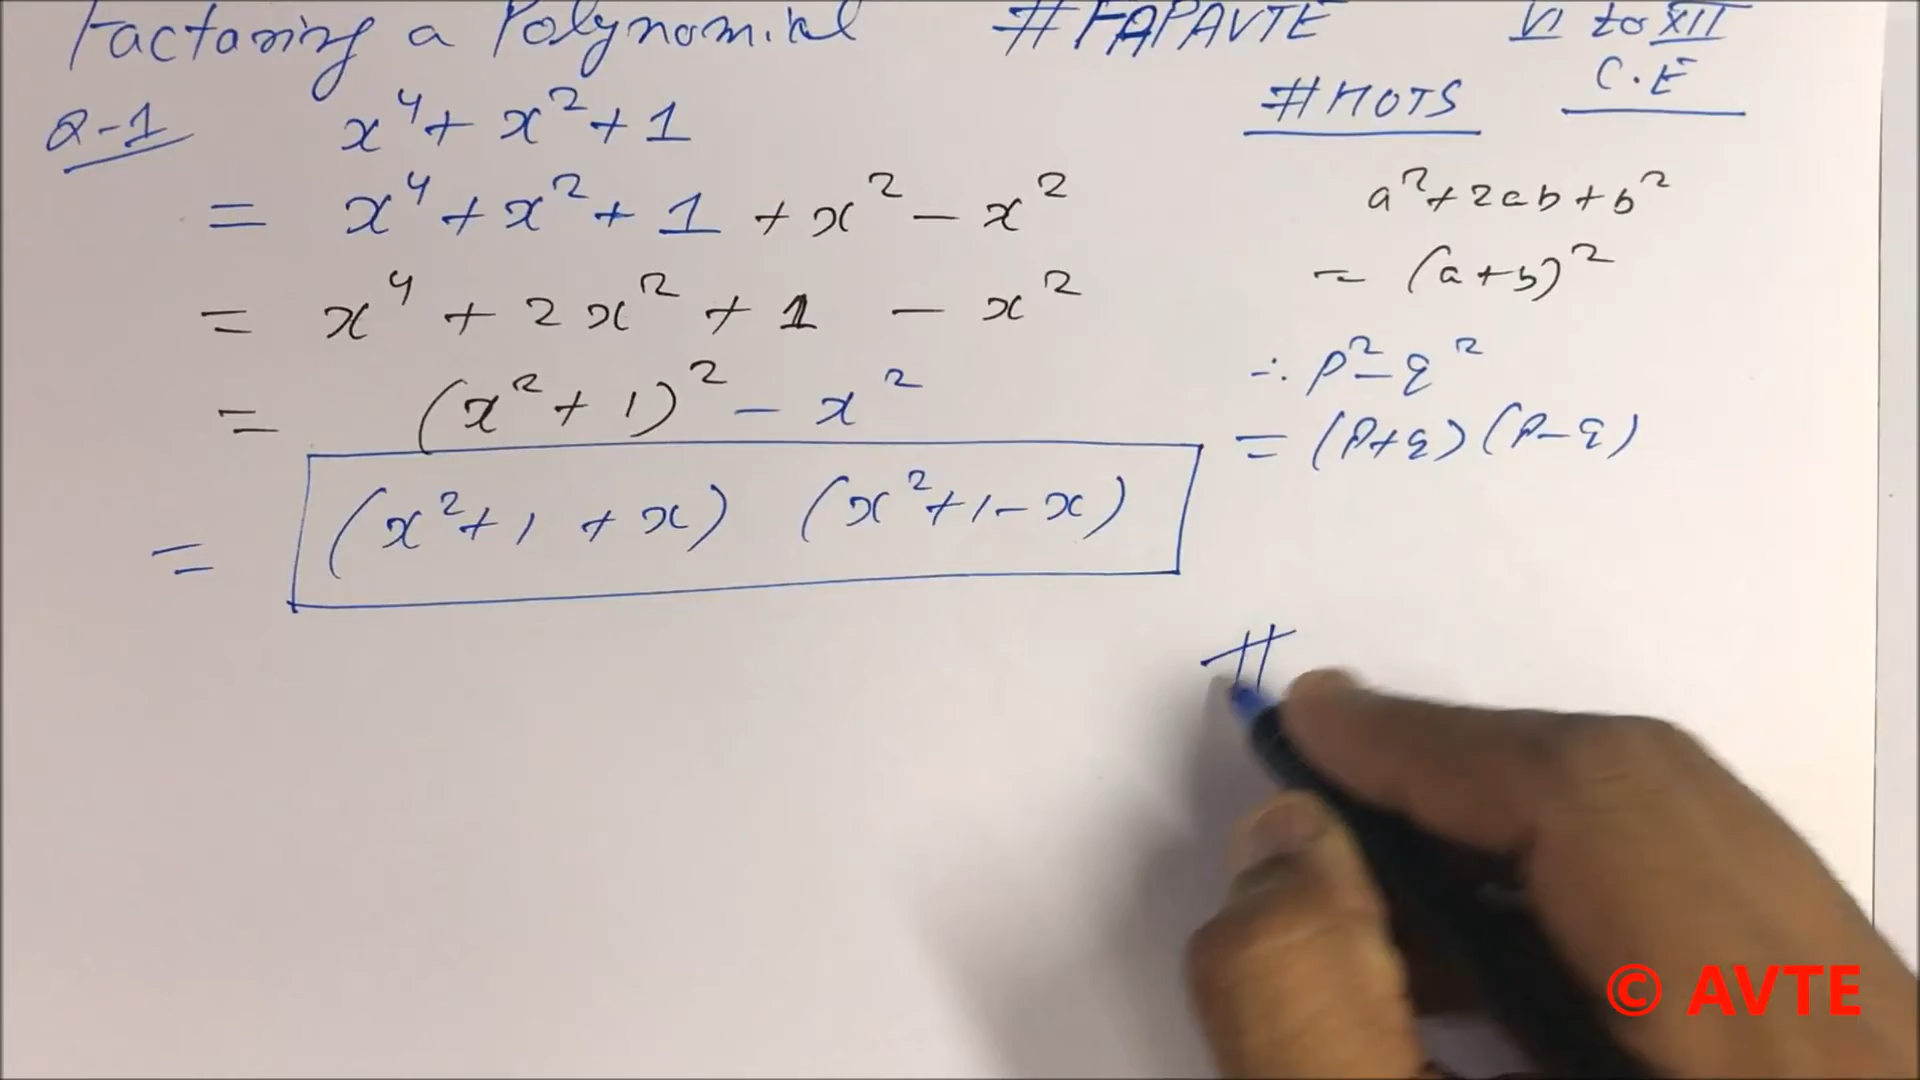 Factoring a Polynomial #FAPAVTE VI to XII
C.E
#HOTS
Q-1 x⁴ + x² + 1
= x⁴ + x² + 1 + x² - x²
= x⁴ + 2x² + 1 - x²
= (x² + 1)² - x²
= (x² + 1 + x) (x² + 1 - x)
a² + 2ab + b²
= (a + b)²
∴ p² - q²
= (p + q) (p - q)
#
© AVTE